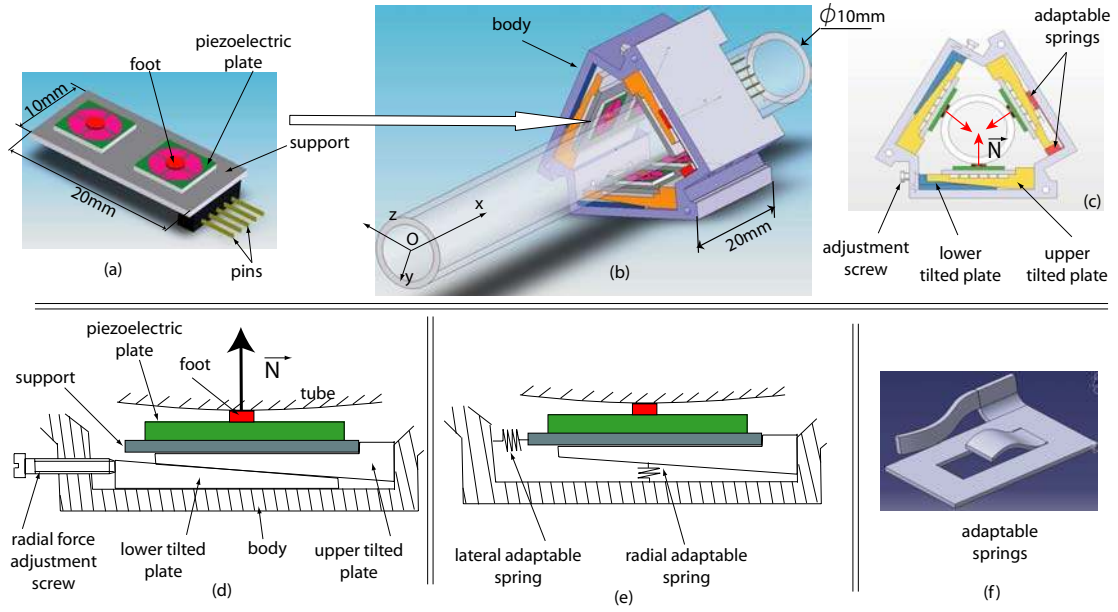 piezoelectric
plate
foot
10mm
support
20mm
pins
(a)
body
ϕ10mm
z
x
O
y
20mm
(b)
adaptable
springs
N
(c)
adjustment
screw
lower
tilted plate
upper
tilted plate
piezoelectric
plate
foot
N
support
tube
radial force
adjustment
screw
lower tilted
plate
body
upper tilted
plate
(d)
lateral adaptable
spring
radial adaptable
spring
(e)
adaptable
springs
(f)